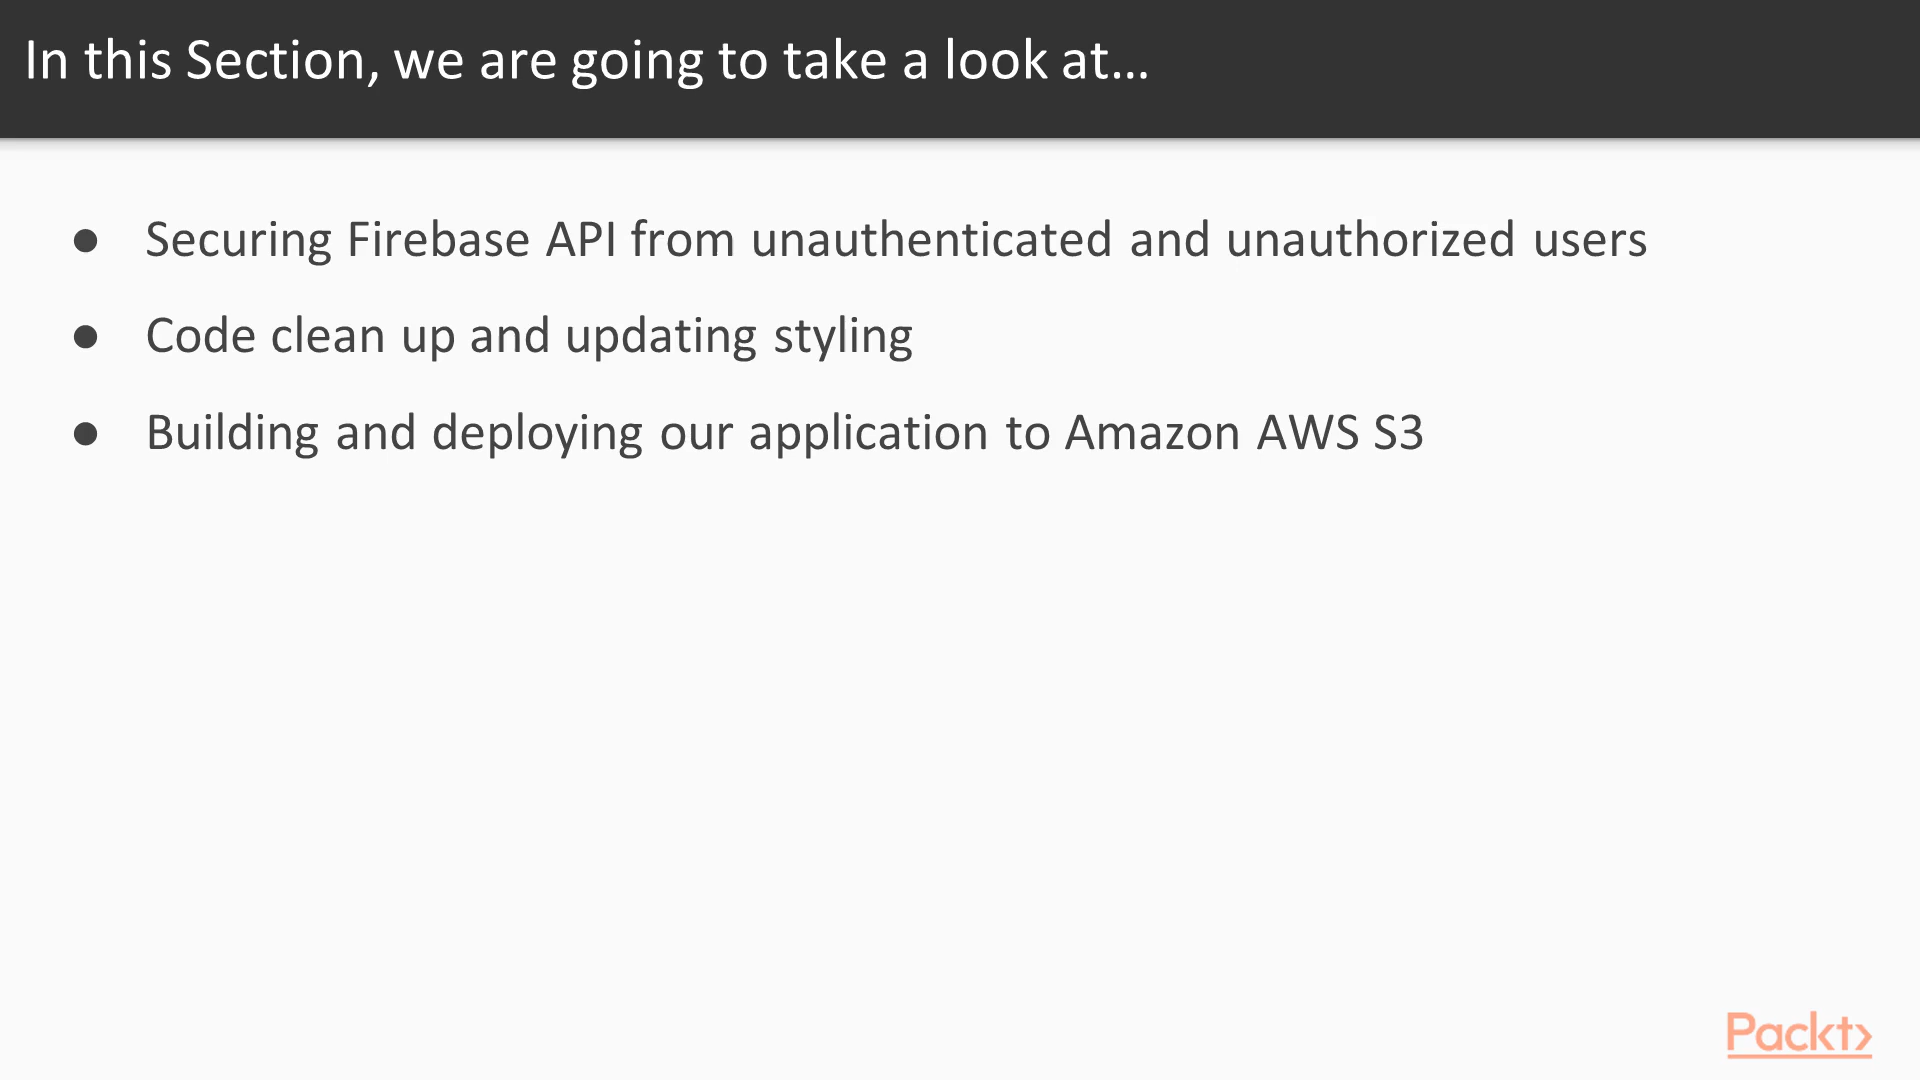 In this Section, we are going to take a look at…
● Securing Firebase API from unauthenticated and unauthorized users
● Code clean up and updating styling
● Building and deploying our application to Amazon AWS S3
Packt>